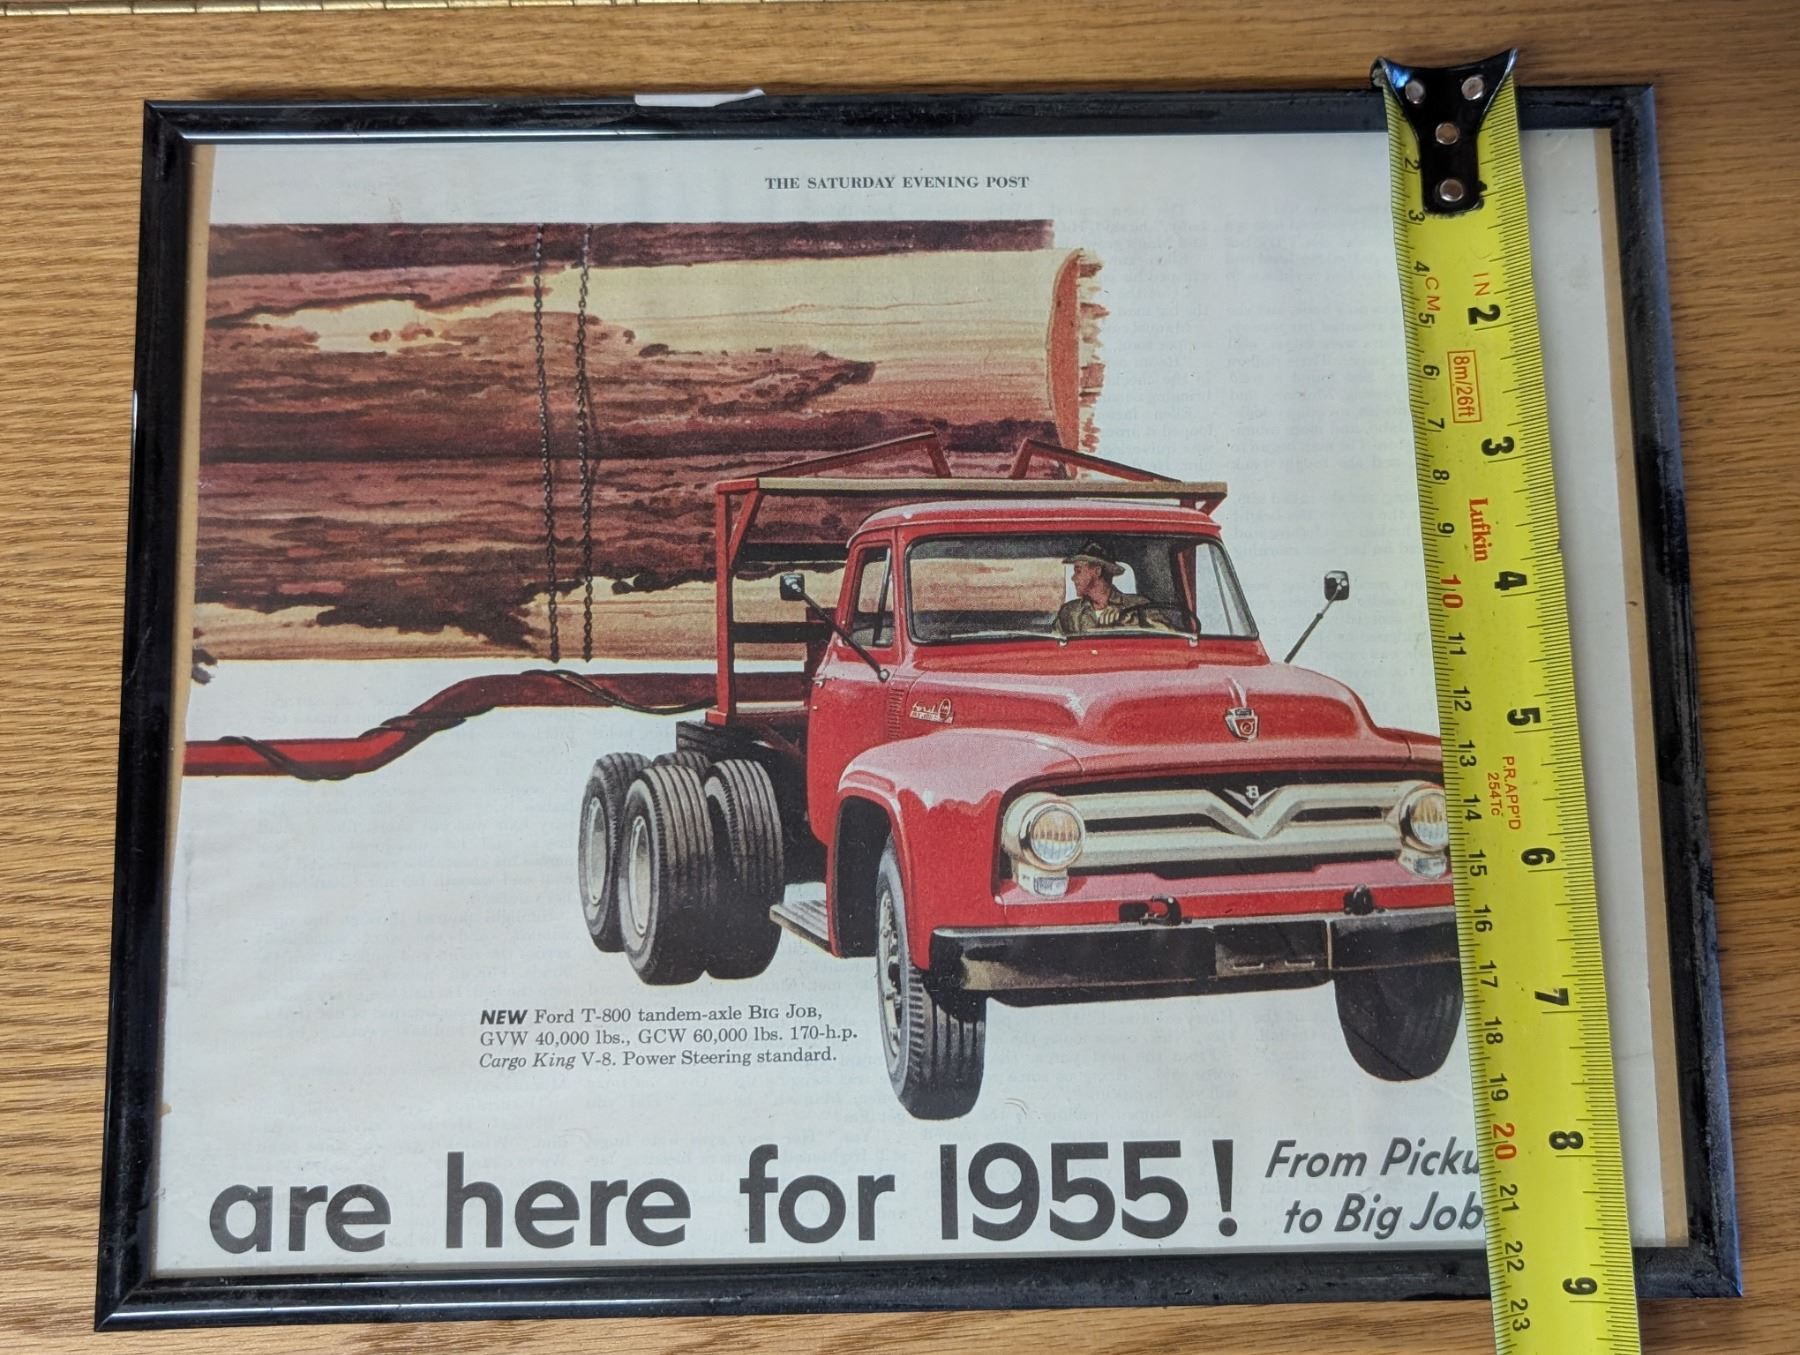 THE SATURDAY EVENING POST
NEW Ford T-800 tandem-axle BIG JOB,
GVW 40,000 lbs., GCW 60,000 lbs. 170-h.p.
Cargo King V-8. Power Steering standard.
are here for 1955!
From Picku
to Big Job
2
3
4
CM
5
6
7
8
9
10
11
12
13
14
15
16
17
18
19
20
21
22
23
1
IN
2
8m/26ft
3
Lufkin
4
5
P.R.APP'D
254Tc
6
7
8
9